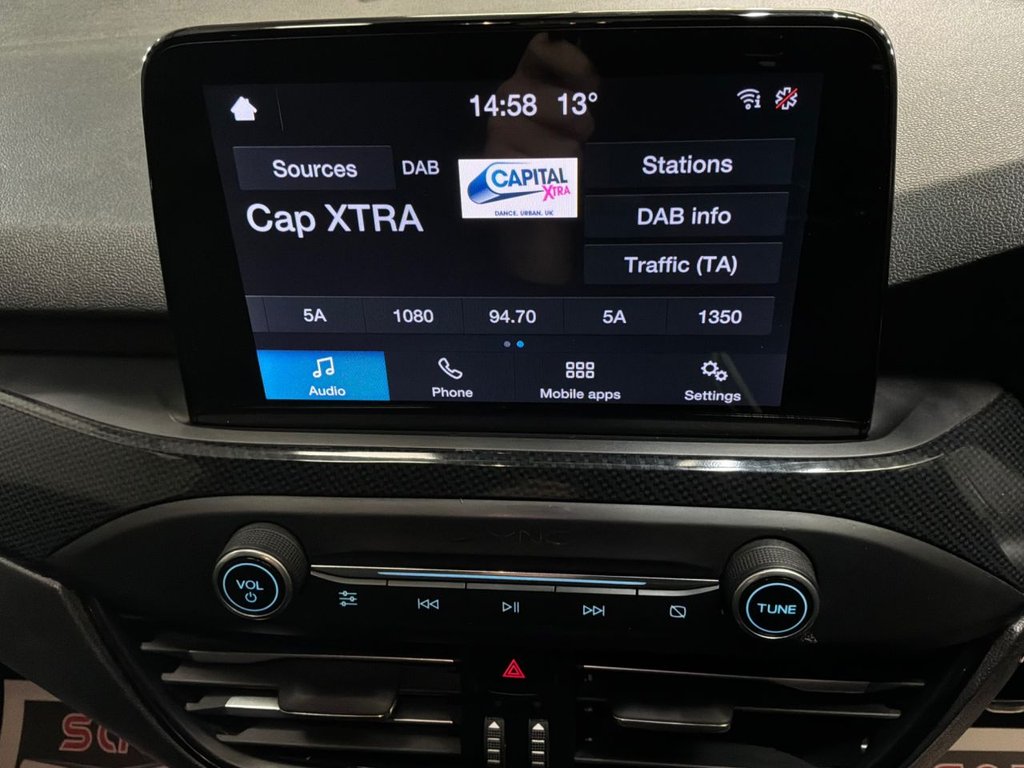 14:58 13°
Sources DAB
CAPITAL
XTRA
DANCE. URBAN. UK
Cap XTRA
Stations
DAB info
Traffic (TA)
5A 1080 94.70 5A 1350
Audio Phone Mobile apps Settings
SYNC
VOL
TUNE